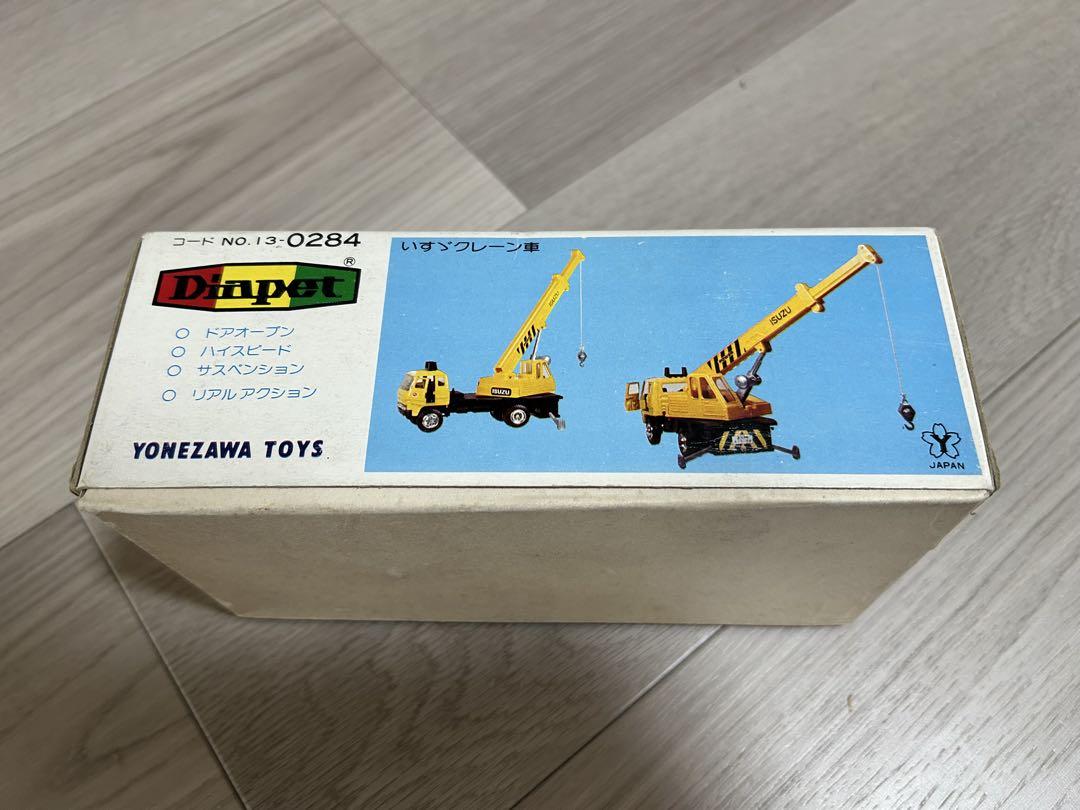 コード NO.13-0284
Diapet®
○ ドアオープン
○ ハイスピード
○ サスペンション
○ リアルアクション
YONEZAWA TOYS
いすゞクレーン車
ISUZU
ISUZU
ISUZU
Y
JAPAN